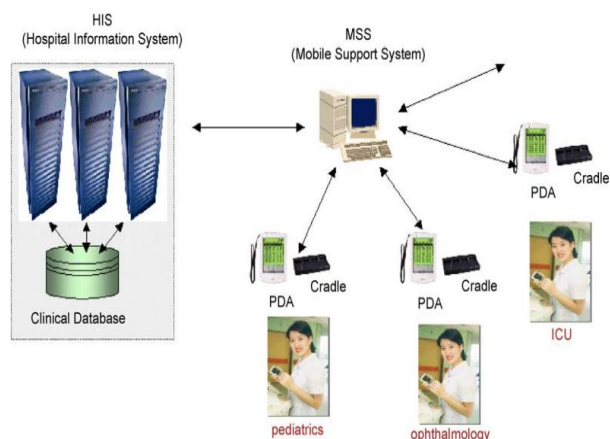 HIS
(Hospital Information System)
MSS
(Mobile Support System)
Clinical Database
PDA
Cradle
pediatrics
PDA
Cradle
ophthalmology
PDA
Cradle
ICU